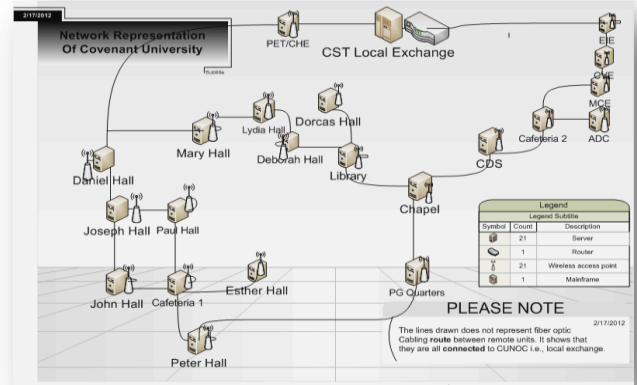 2/17/2012
Network Representation
Of Covenant University
Subtitle
PET/CHE
CST Local Exchange
EIE
CVE
MCE
ADC
Cafeteria 2
CDS
Dorcas Hall
Lydia Hall
Mary Hall
Deborah Hall
Library
Daniel Hall
Chapel
Joseph Hall
Paul Hall
John Hall
Cafeteria 1
Esther Hall
PG Quarters
Peter Hall
Legend
Legend Subtitle
Symbol Count Description
21 Server
1 Router
21 Wireless access point
1 Mainframe
PLEASE NOTE
2/17/2012
The lines drawn does not represent fiber optic
Cabling route between remote units. It shows that
they are all connected to CUNOC i.e., local exchange.